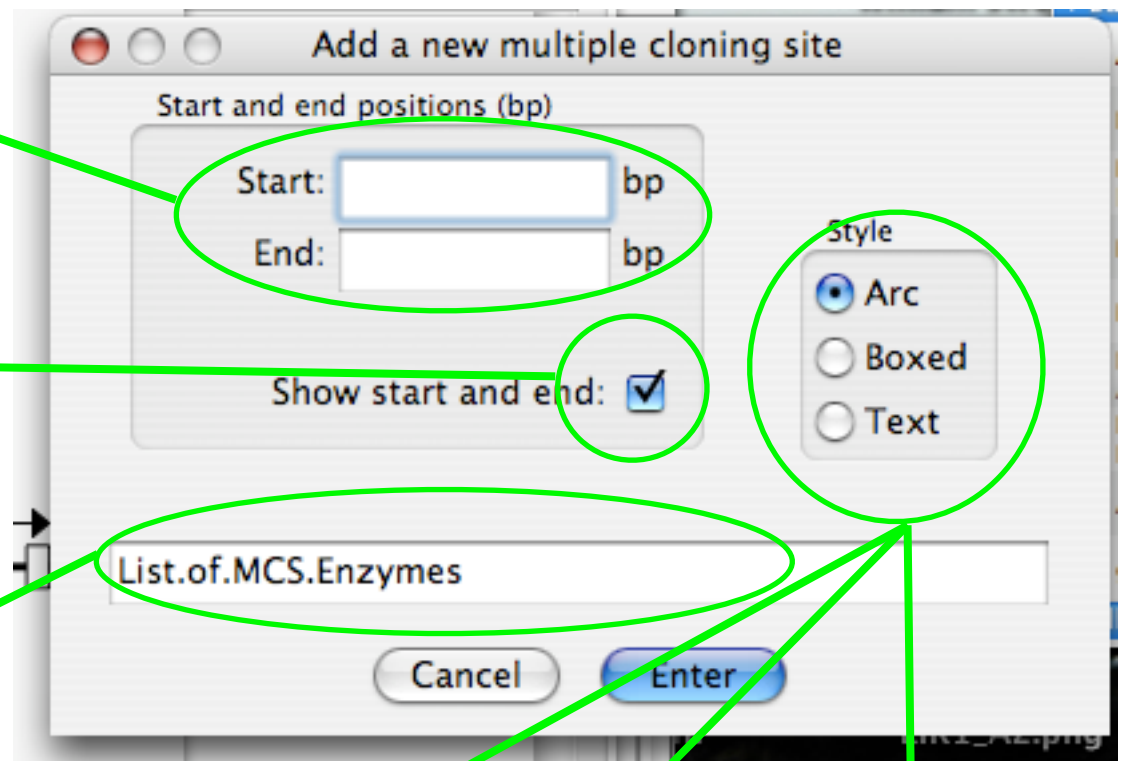 Add a new multiple cloning site
Start and end positions (bp)
Start: bp
End: bp
Show start and end:
Style
Arc
Boxed
Text
List.of.MCS.Enzymes
Cancel Enter